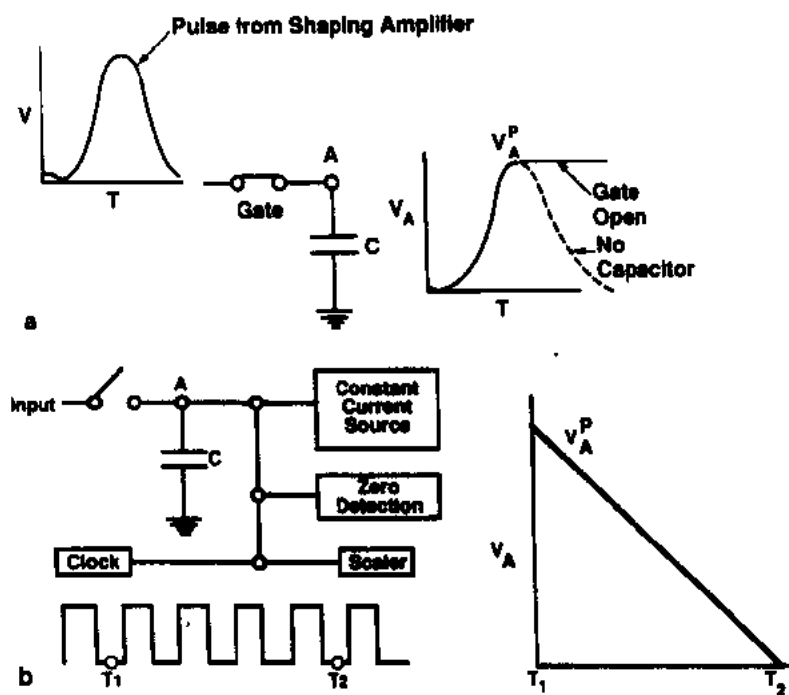 Pulse from Shaping Amplifier
V
T
A
Gate
C
V_A^P
V_A
Gate
Open
No
Capacitor
T
a
Input
A
C
Constant
Current
Source
Zero
Detection
Clock
Scaler
T₁
T₂
b
V_A^P
V_A
T₁
T₂